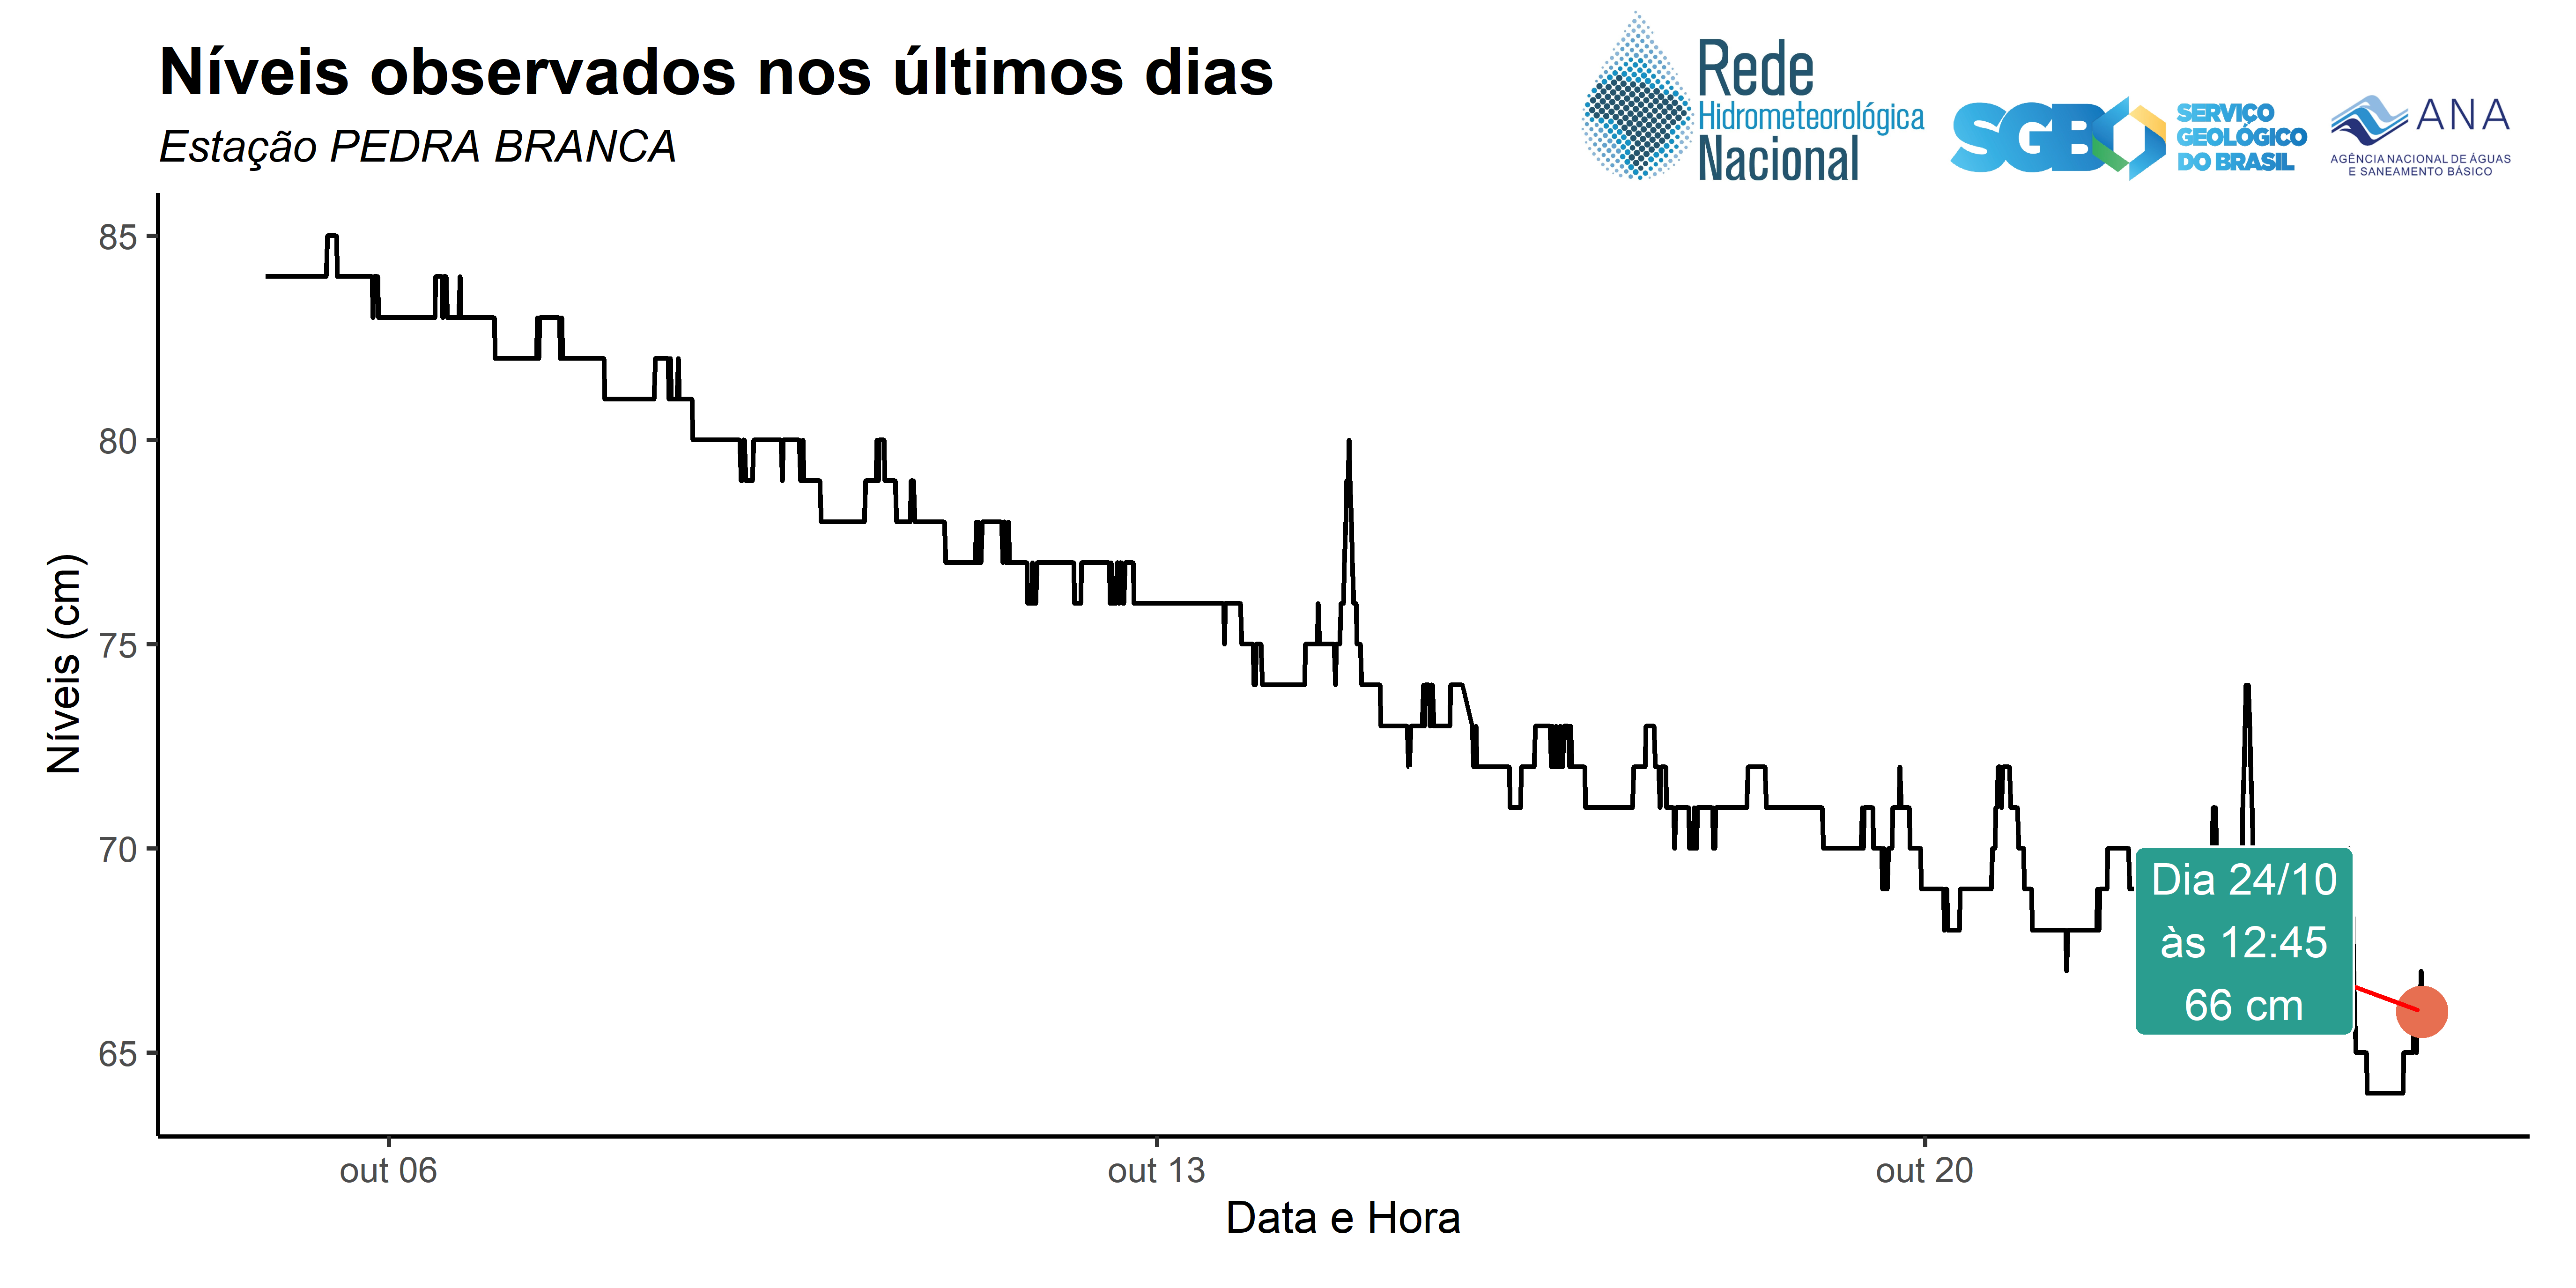 Níveis observados nos últimos dias
Estação PEDRA BRANCA
Rede
Hidrometeorológica
Nacional
SGB
SERVIÇO
GEOLÓGICO
DO BRASIL
ANA
AGÊNCIA NACIONAL DE ÁGUAS
E SANEAMENTO BÁSICO
Níveis (cm)
85
80
75
70
65
Dia 24/10
às 12:45
66 cm
out 06
out 13
out 20
Data e Hora